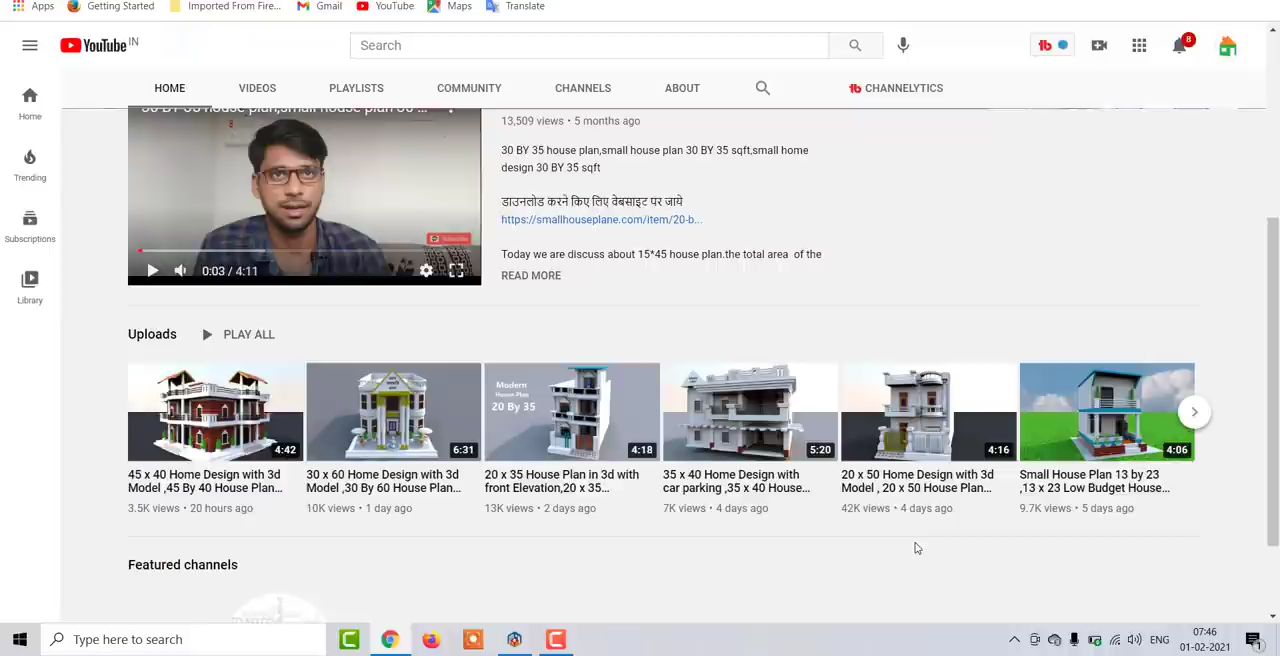 Apps Getting Started Imported From Fire... Gmail YouTube Maps Translate
YouTube IN Search 8
HOME VIDEOS PLAYLISTS COMMUNITY CHANNELS ABOUT CHANNELYTICS
Home
Trending
Subscriptions
Library
13,509 views • 5 months ago
30 BY 35 house plan,small house plan 30 BY 35 sqft,small home
design 30 BY 35 sqft
डाउनलोड करने किए लिए वेबसाइट पर जाये
https://smallhouseplane.com/item/20-b...
Today we are discuss about 15*45 house plan.the total area of the
READ MORE
Subscribe
0:03 / 4:11
Uploads PLAY ALL
Modern
House Plan
20 By 35
4:42 6:31 4:18 5:20 4:16 4:06
45 x 40 Home Design with 3d
Model ,45 By 40 House Plan...
3.5K views • 20 hours ago
30 x 60 Home Design with 3d
Model ,30 By 60 House Plan...
10K views • 1 day ago
20 x 35 House Plan in 3d with
front Elevation,20 x 35...
13K views • 2 days ago
35 x 40 Home Design with
car parking ,35 x 40 House...
7K views • 4 days ago
20 x 50 Home Design with 3d
Model , 20 x 50 House Plan...
42K views • 4 days ago
Small House Plan 13 by 23
,13 x 23 Low Budget House...
9.7K views • 5 days ago
Featured channels
Type here to search
ENG
07:46
01-02-2021
1